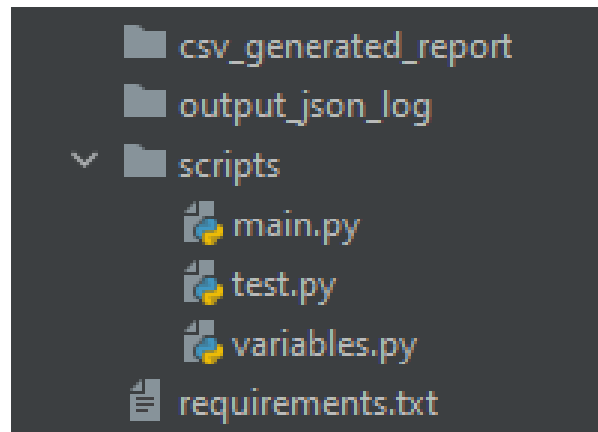 csv_generated_report
output_json_log
scripts
main.py
test.py
variables.py
requirements.txt